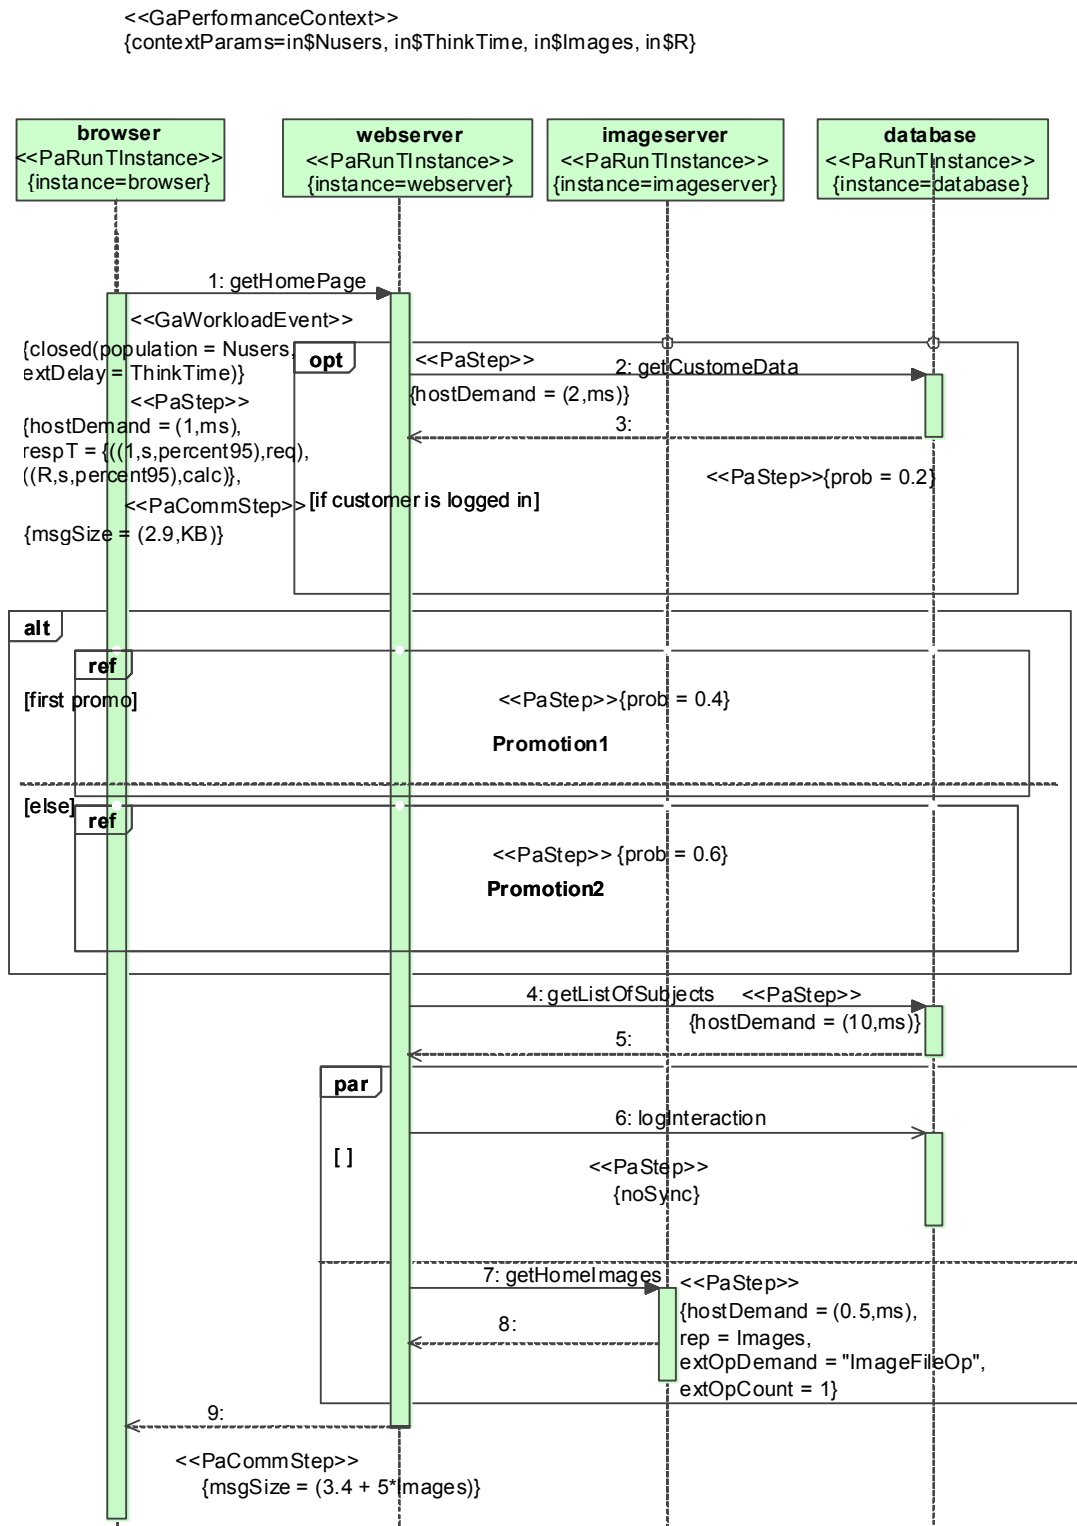 <<GaPerformanceContext>>
{contextParams=in$Nusers, in$ThinkTime, in$Images, in$R}
browser
<<PaRunTInstance>>
{instance=browser}
webserver
<<PaRunTInstance>>
{instance=webserver}
imageserver
<<PaRunTInstance>>
{instance=imageserver}
database
<<PaRunTInstance>>
{instance=database}
1: getHomePage
<<GaWorkloadEvent>>
{closed(population = Nusers,
extDelay = ThinkTime)}
<<PaStep>>
{hostDemand = (1,ms),
respT = {((1,s,percent95),req),
((R,s,percent95),calc)},
<<PaCommStep>>
{msgSize = (2.9,KB)}
opt
<<PaStep>>
2: getCustomeData
{hostDemand = (2,ms)}
3:
<<PaStep>>{prob = 0.2}
[if customer is logged in]
alt
ref
[first promo]
<<PaStep>>{prob = 0.4}
Promotion1
[else]
ref
<<PaStep>> {prob = 0.6}
Promotion2
4: getListOfSubjects
<<PaStep>>
{hostDemand = (10,ms)}
5:
par
6: logInteraction
[ ]
<<PaStep>>
{noSync}
7: getHomeImages
<<PaStep>>
{hostDemand = (0.5,ms),
rep = Images,
extOpDemand = "ImageFileOp",
extOpCount = 1}
8:
9:
<<PaCommStep>>
{msgSize = (3.4 + 5*Images)}